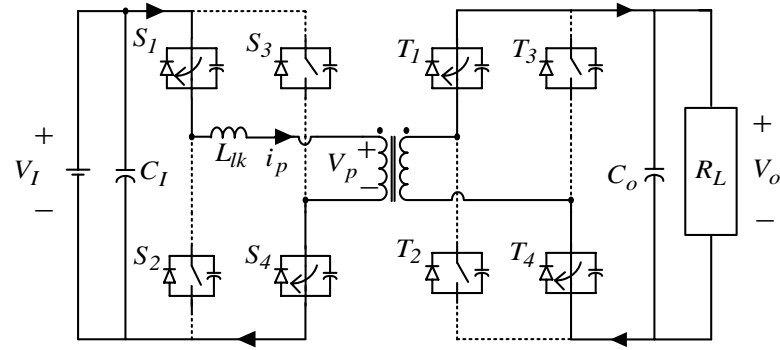 S1
S3
T1
T3
+
VI
−
CI
Llk
ip
Vp
+
−
Co
RL
+
Vo
−
S2
S4
T2
T4